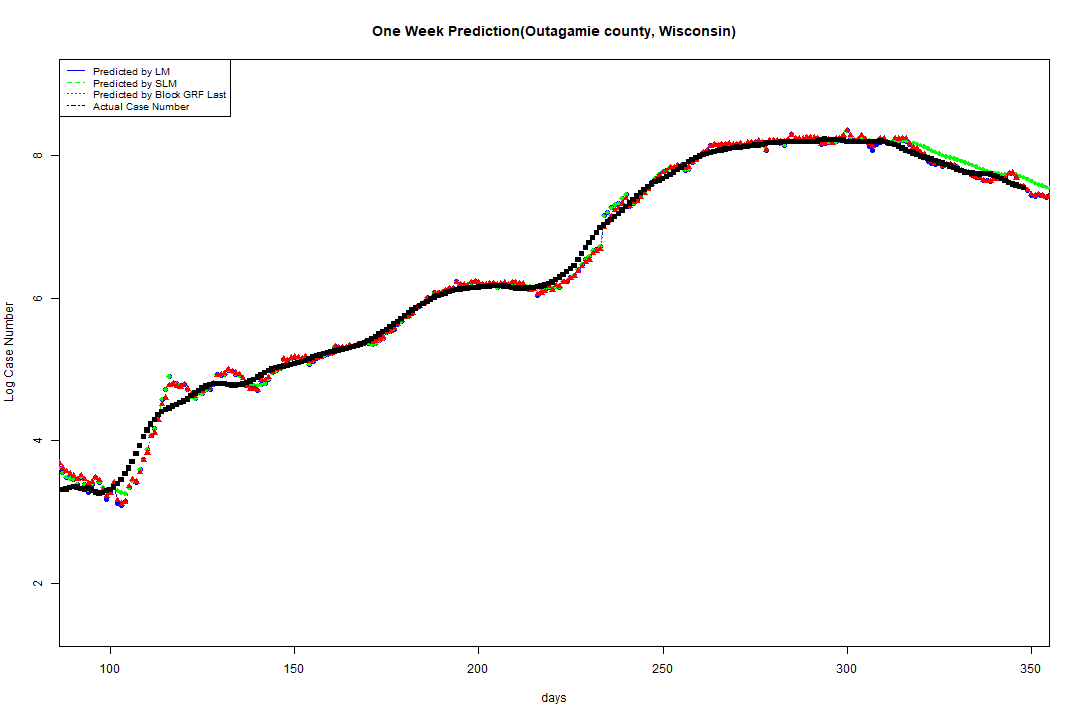 One Week Prediction(Outagamie county, Wisconsin)
Predicted by LM
Predicted by SLM
Predicted by Block GRF Last
Actual Case Number
8
6
4
2
Log Case Number
100 150 200 250 300 350
days